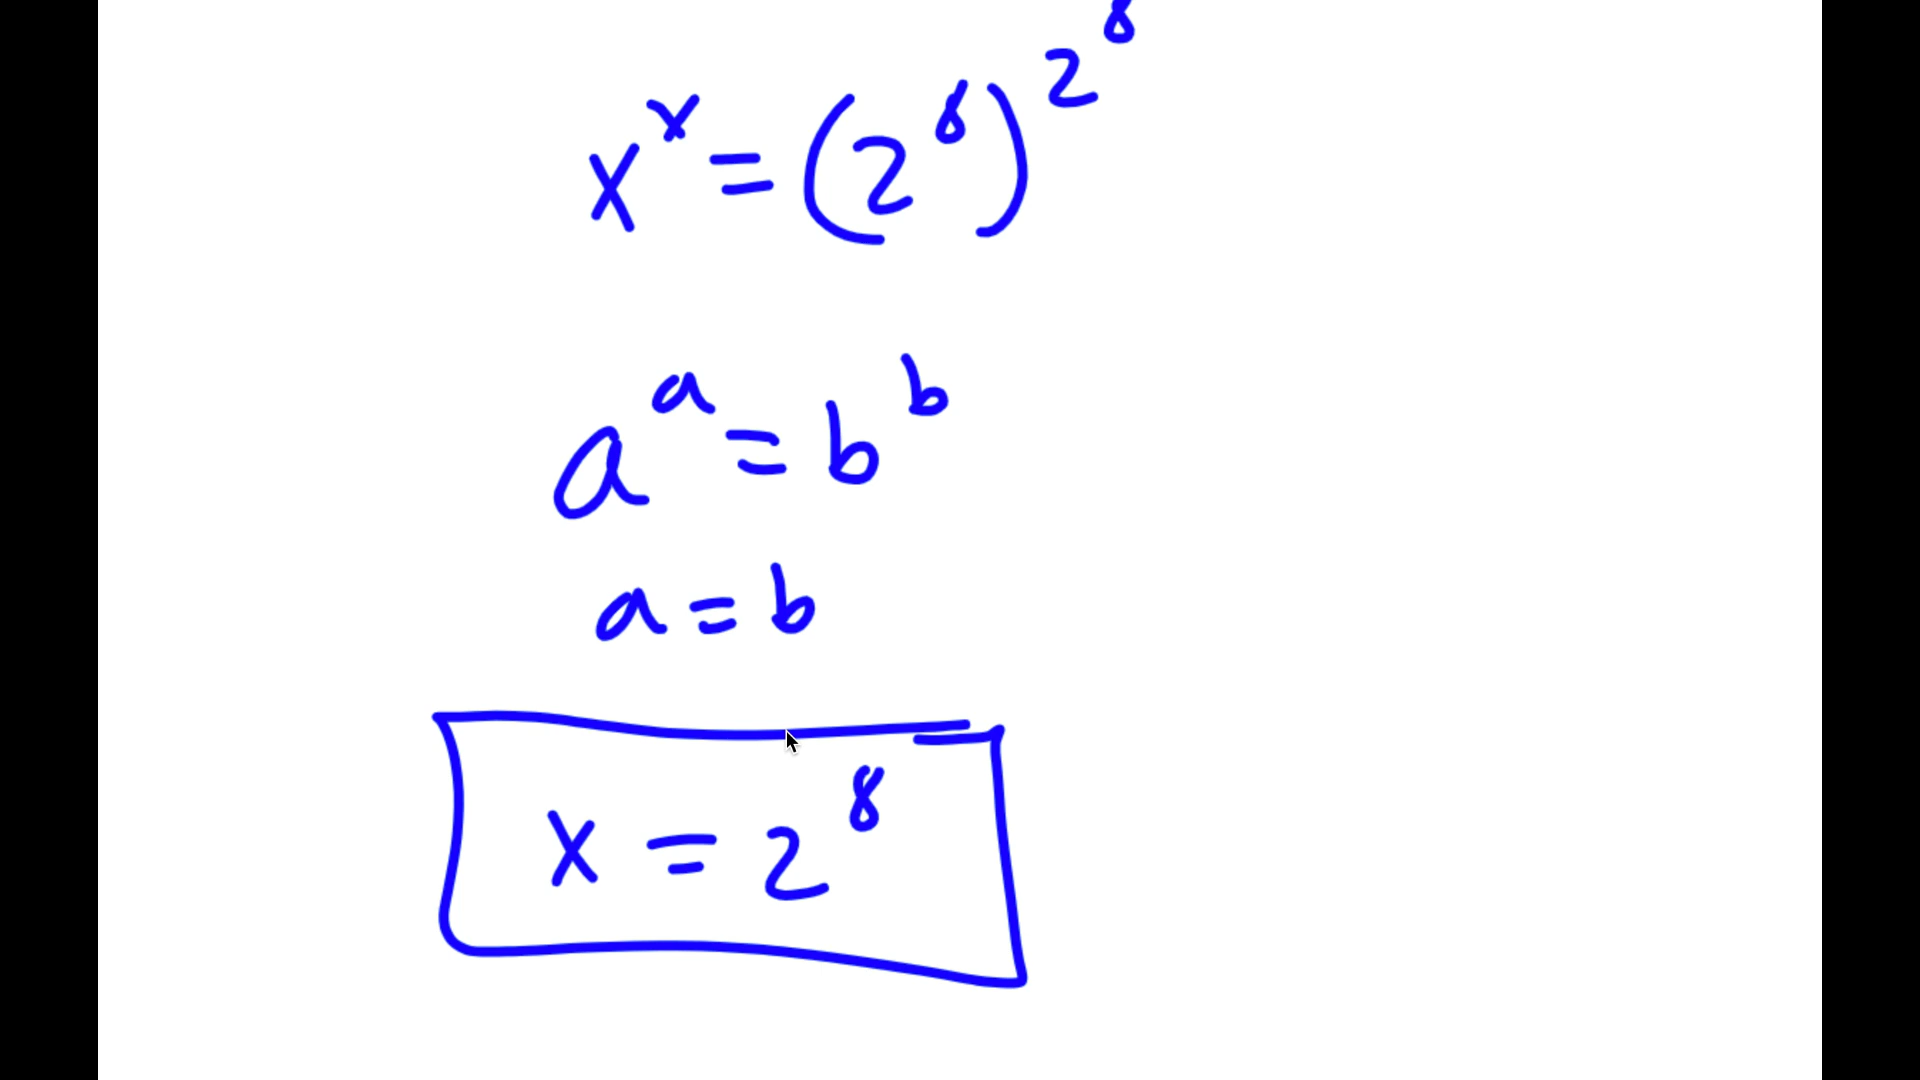 x^x = (2^8)^2^8
a^a = b^b
a = b
x = 2^8